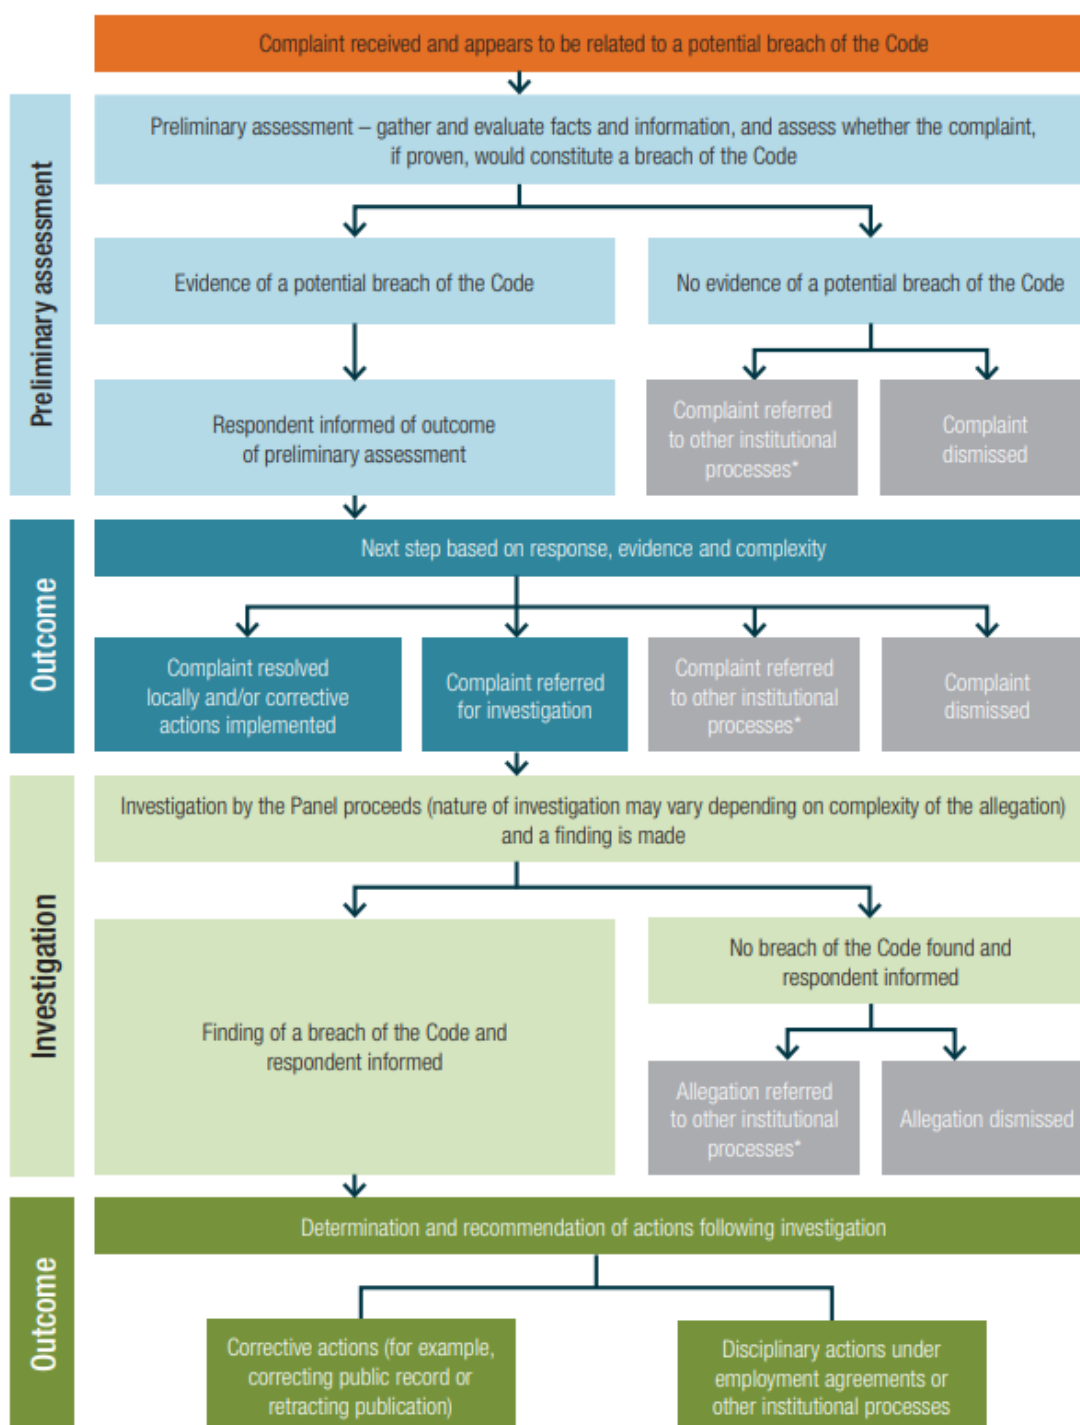 Complaint received and appears to be related to a potential breach of the Code
Preliminary assessment
Preliminary assessment – gather and evaluate facts and information, and assess whether the complaint,
if proven, would constitute a breach of the Code
Evidence of a potential breach of the Code
No evidence of a potential breach of the Code
Respondent informed of outcome
of preliminary assessment
Complaint referred
to other institutional
processes*
Complaint
dismissed
Outcome
Next step based on response, evidence and complexity
Complaint resolved
locally and/or corrective
actions implemented
Complaint referred
for investigation
Complaint referred
to other institutional
processes*
Complaint
dismissed
Investigation
Investigation by the Panel proceeds (nature of investigation may vary depending on complexity of the allegation)
and a finding is made
Finding of a breach of the Code and
respondent informed
No breach of the Code found and
respondent informed
Allegation referred
to other institutional
processes*
Allegation dismissed
Outcome
Determination and recommendation of actions following investigation
Corrective actions (for example,
correcting public record or
retracting publication)
Disciplinary actions under
employment agreements or
other institutional processes